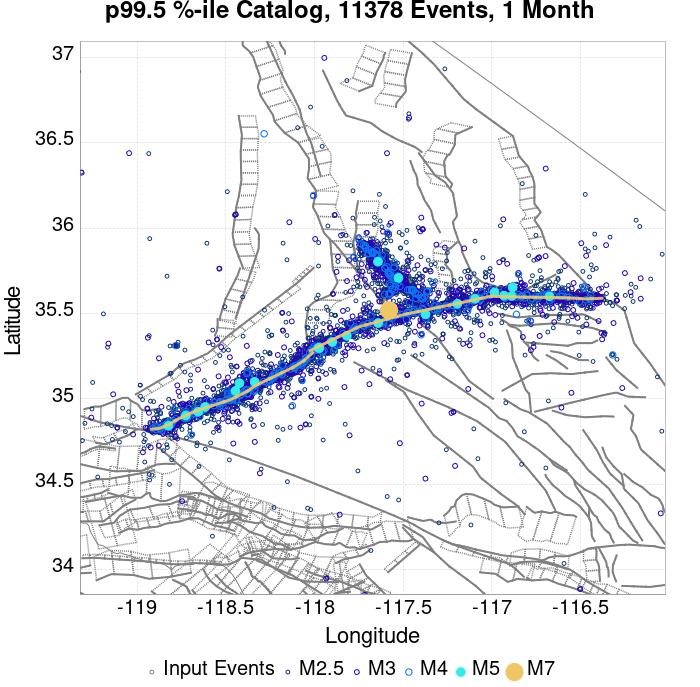 p99.5 %-ile Catalog, 11378 Events, 1 Month
37
36.5
36
35.5
35
34.5
34
Latitude
-119 -118.5 -118 -117.5 -117 -116.5
Longitude
Input Events M2.5 M3 M4 M5 M7